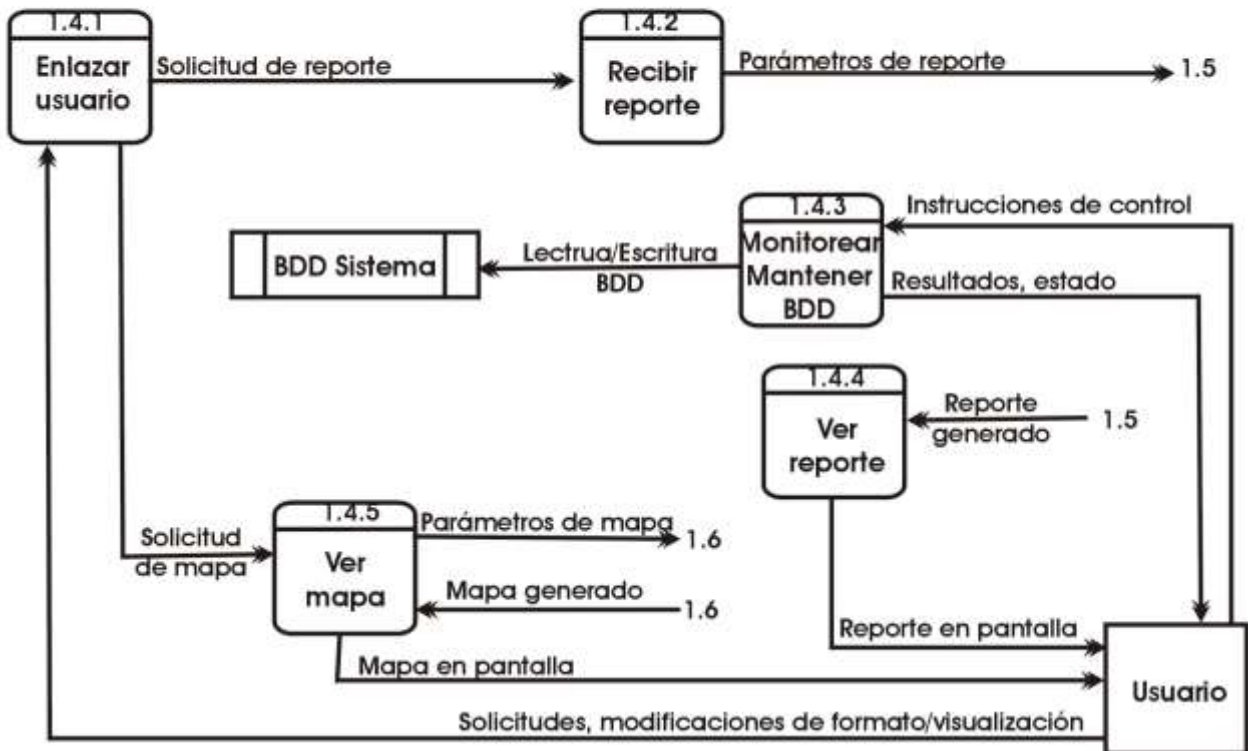 1.4.1
Enlazar
usuario
Solicitud de reporte
1.4.2
Recibir
reporte
Parámetros de reporte
1.5
1.4.3
Monitorear
Mantener
BDD
Instrucciones de control
Resultados, estado
Lectrua/Escritura
BDD
BDD Sistema
1.4.4
Ver
reporte
Reporte
generado
1.5
1.4.5
Ver
mapa
Solicitud
de mapa
Parámetros de mapa
1.6
Mapa generado
1.6
Reporte en pantalla
Mapa en pantalla
Usuario
Solicitudes, modificaciones de formato/visualización